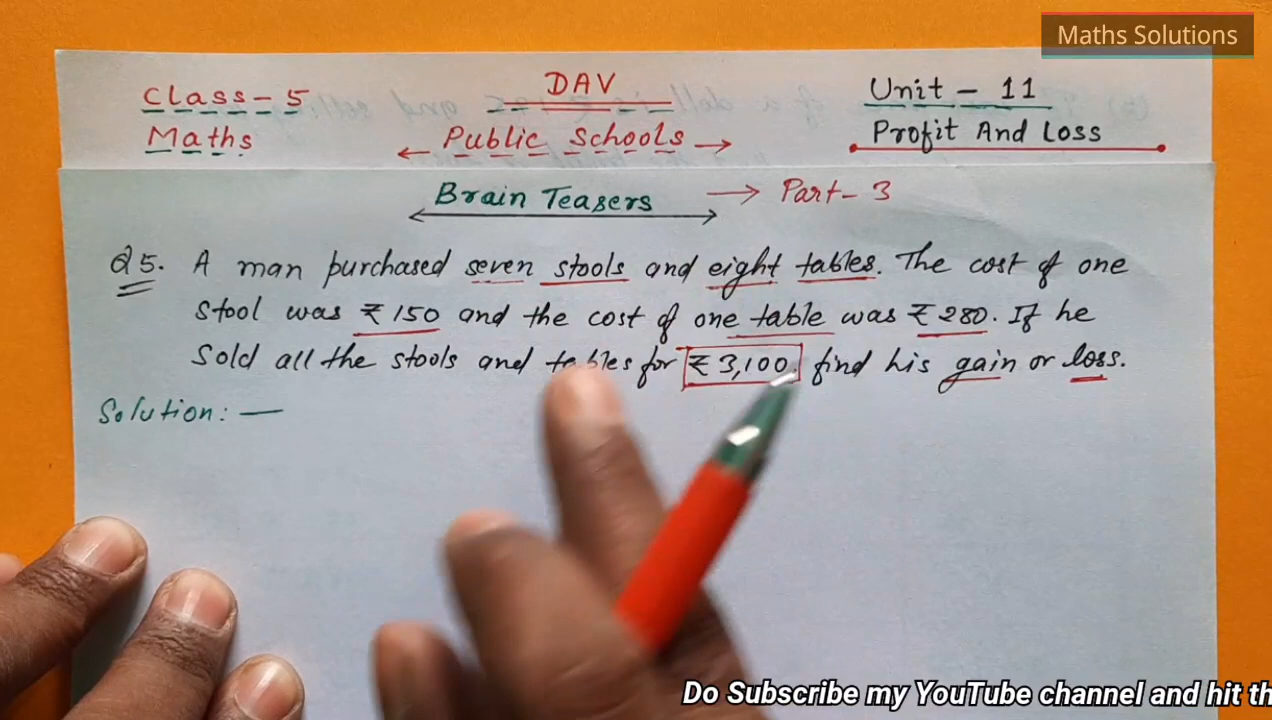 Maths Solutions
Class-5
DAV
Unit - 11
Maths
Public Schools
Profit And Loss
Brain Teasers → Part-3
Q5. A man purchased seven stools and eight tables. The cost of one
stool was ₹150 and the cost of one table was ₹280. If he
sold all the stools and tables for ₹3,100. find his gain or loss.
Solution: —
Do Subscribe my YouTube channel and hit th